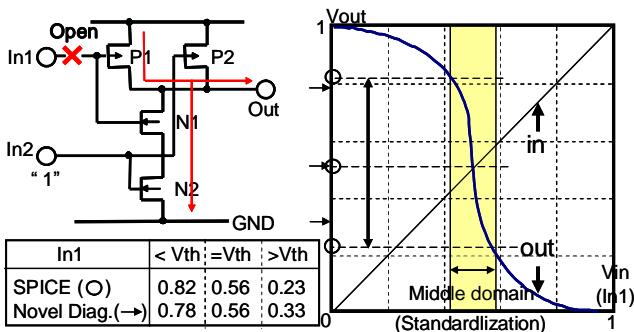 Open
In1
P1
P2
Out
N1
In2
“ 1”
N2
GND
In1 < Vth =Vth >Vth
SPICE (O) 0.82 0.56 0.23
Novel Diag.(→) 0.78 0.56 0.33
1 Vout
in
out
Vin
(In1)
Middle domain
0 (Standardlization) 1